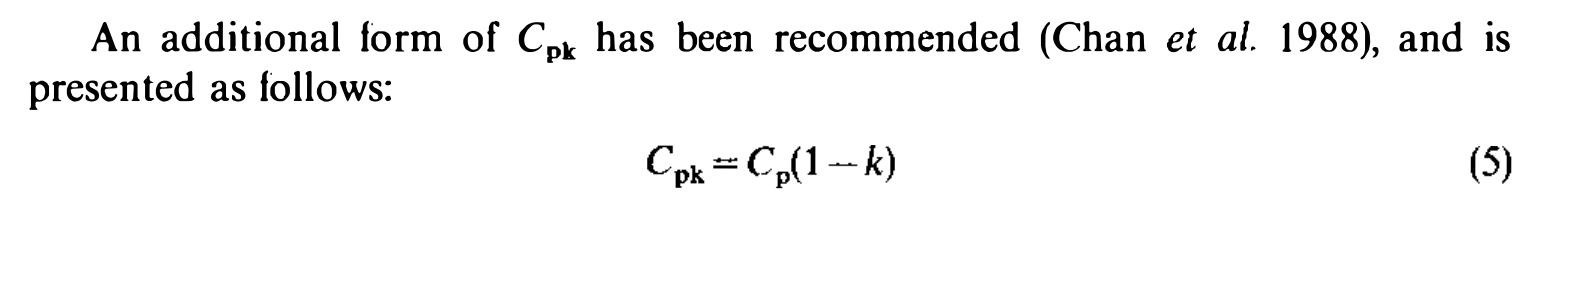 An additional form of Cpk has been recommended (Chan et al. 1988), and is
presented as follows:
Cpk = Cp(1 − k) (5)